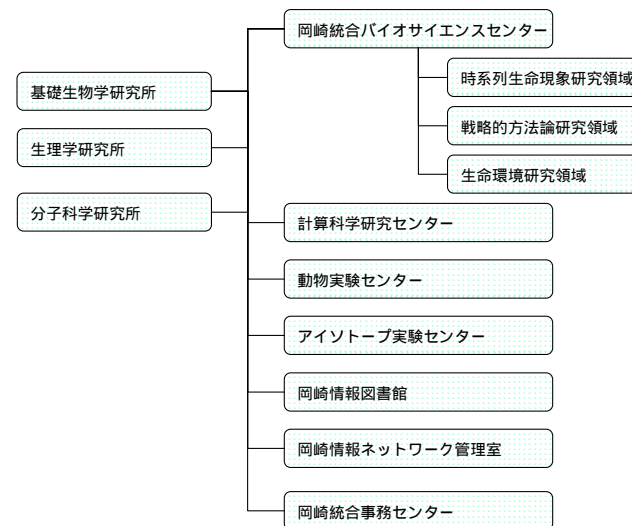 岡崎統合バイオサイエンスセンター
時系列生命現象研究領域
基礎生物学研究所
戦略的方法論研究領域
生理学研究所
生命環境研究領域
分子科学研究所
計算科学研究センター
動物実験センター
アイソトープ実験センター
岡崎情報図書館
岡崎情報ネットワーク管理室
岡崎統合事務センター